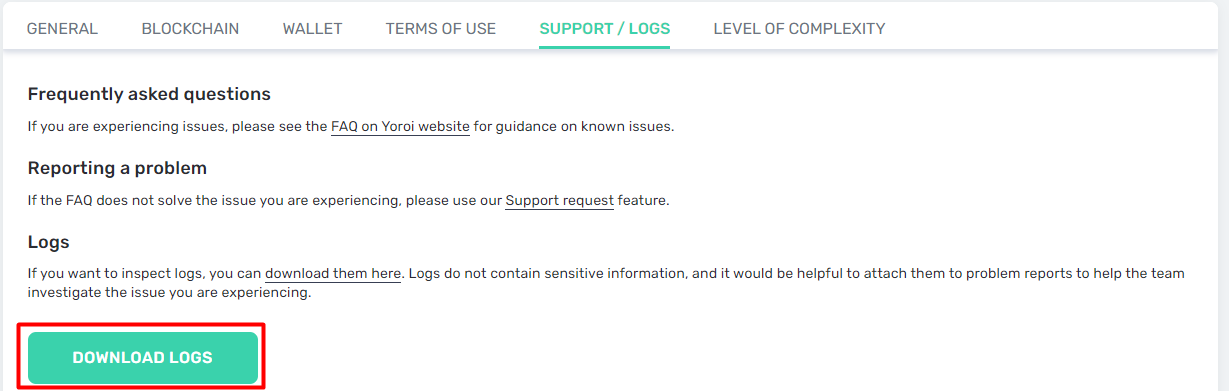 GENERAL BLOCKCHAIN WALLET TERMS OF USE SUPPORT / LOGS LEVEL OF COMPLEXITY
Frequently asked questions
If you are experiencing issues, please see the FAQ on Yoroi website for guidance on known issues.
Reporting a problem
If the FAQ does not solve the issue you are experiencing, please use our Support request feature.
Logs
If you want to inspect logs, you can download them here. Logs do not contain sensitive information, and it would be helpful to attach them to problem reports to help the team
investigate the issue you are experiencing.
DOWNLOAD LOGS